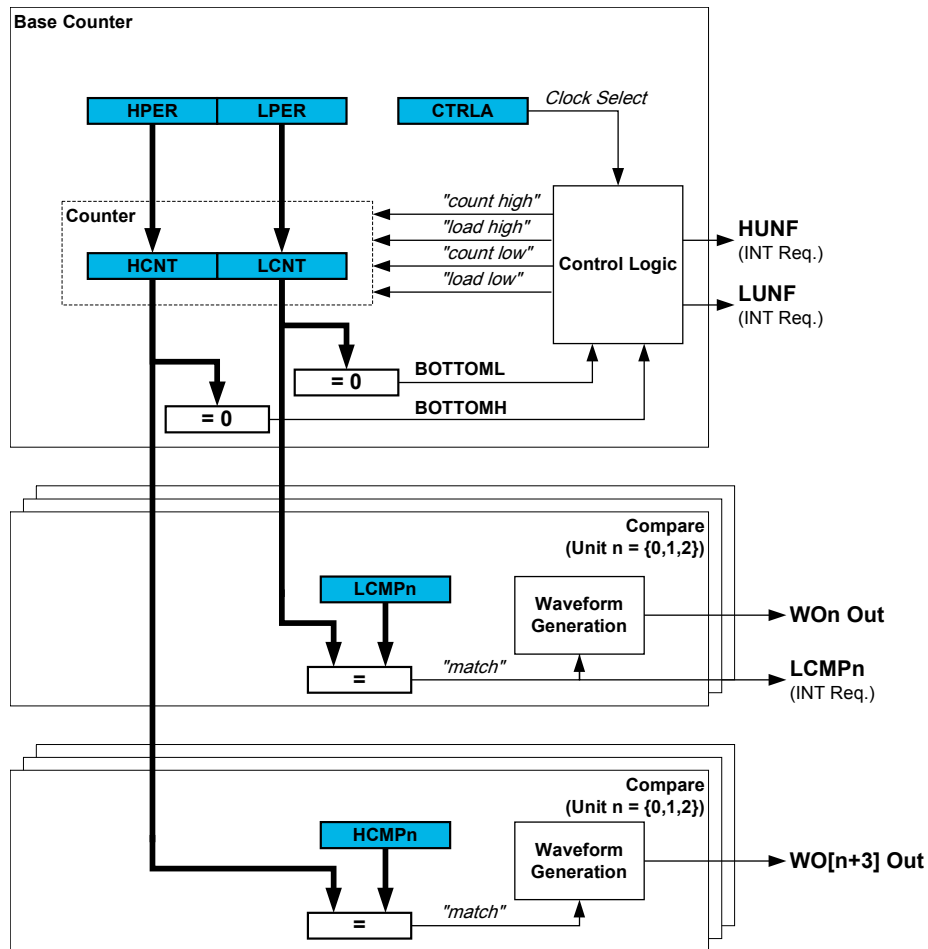 Base Counter
HPER
LPER
CTRLA
Clock Select
Counter
"count high"
"load high"
"count low"
"load low"
HCNT
LCNT
Control Logic
HUNF
(INT Req.)
LUNF
(INT Req.)
= 0
BOTTOML
= 0
BOTTOMH
Compare
(Unit n = {0,1,2})
LCMPn
Waveform
Generation
WOn Out
=
"match"
LCMPn
(INT Req.)
Compare
(Unit n = {0,1,2})
HCMPn
Waveform
Generation
WO[n+3] Out
=
"match"